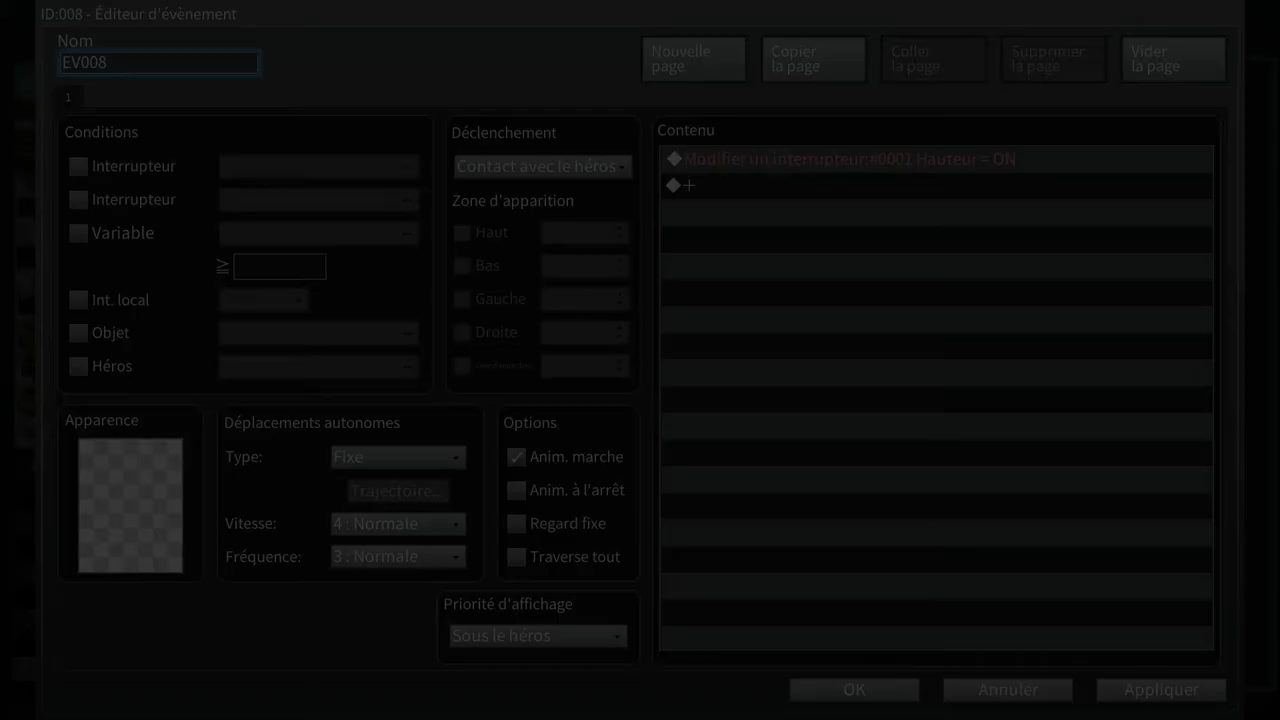 ID:008 - Éditeur d'évènement
Nom
EV008
Nouvelle page
Copier la page
Coller la page
Supprimer la page
Vider la page
1
Conditions
Interrupteur
Interrupteur
Variable
≧
Int. local
Objet
Héros
Déclenchement
Contact avec le héros
Zone d'apparition
Haut
Bas
Gauche
Droite
Contenu
◆Modifier un interrupteur:#0001 Hauteur = ON
◆+
Apparence
Déplacements autonomes
Type: Fixe
Trajectoire...
Vitesse: 4 : Normale
Fréquence: 3 : Normale
Options
Anim. marche
Anim. à l'arrêt
Regard fixe
Traverse tout
Priorité d'affichage
Sous le héros
OK
Annuler
Appliquer